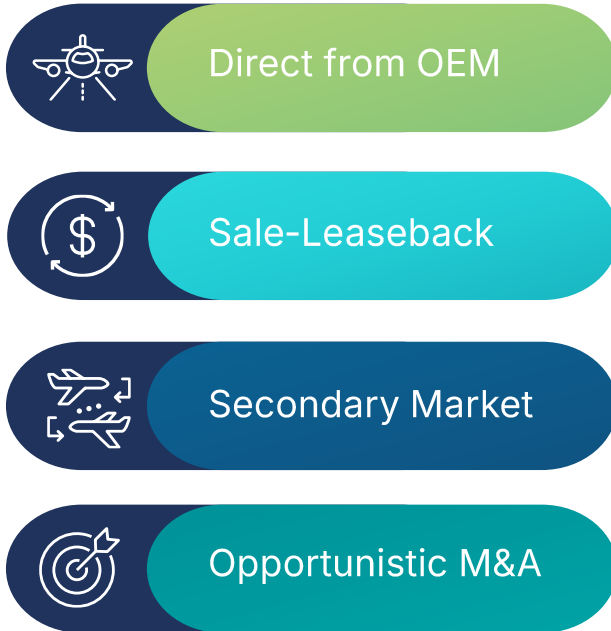 Direct from OEM
$
Sale-Leaseback
Secondary Market
Opportunistic M&A